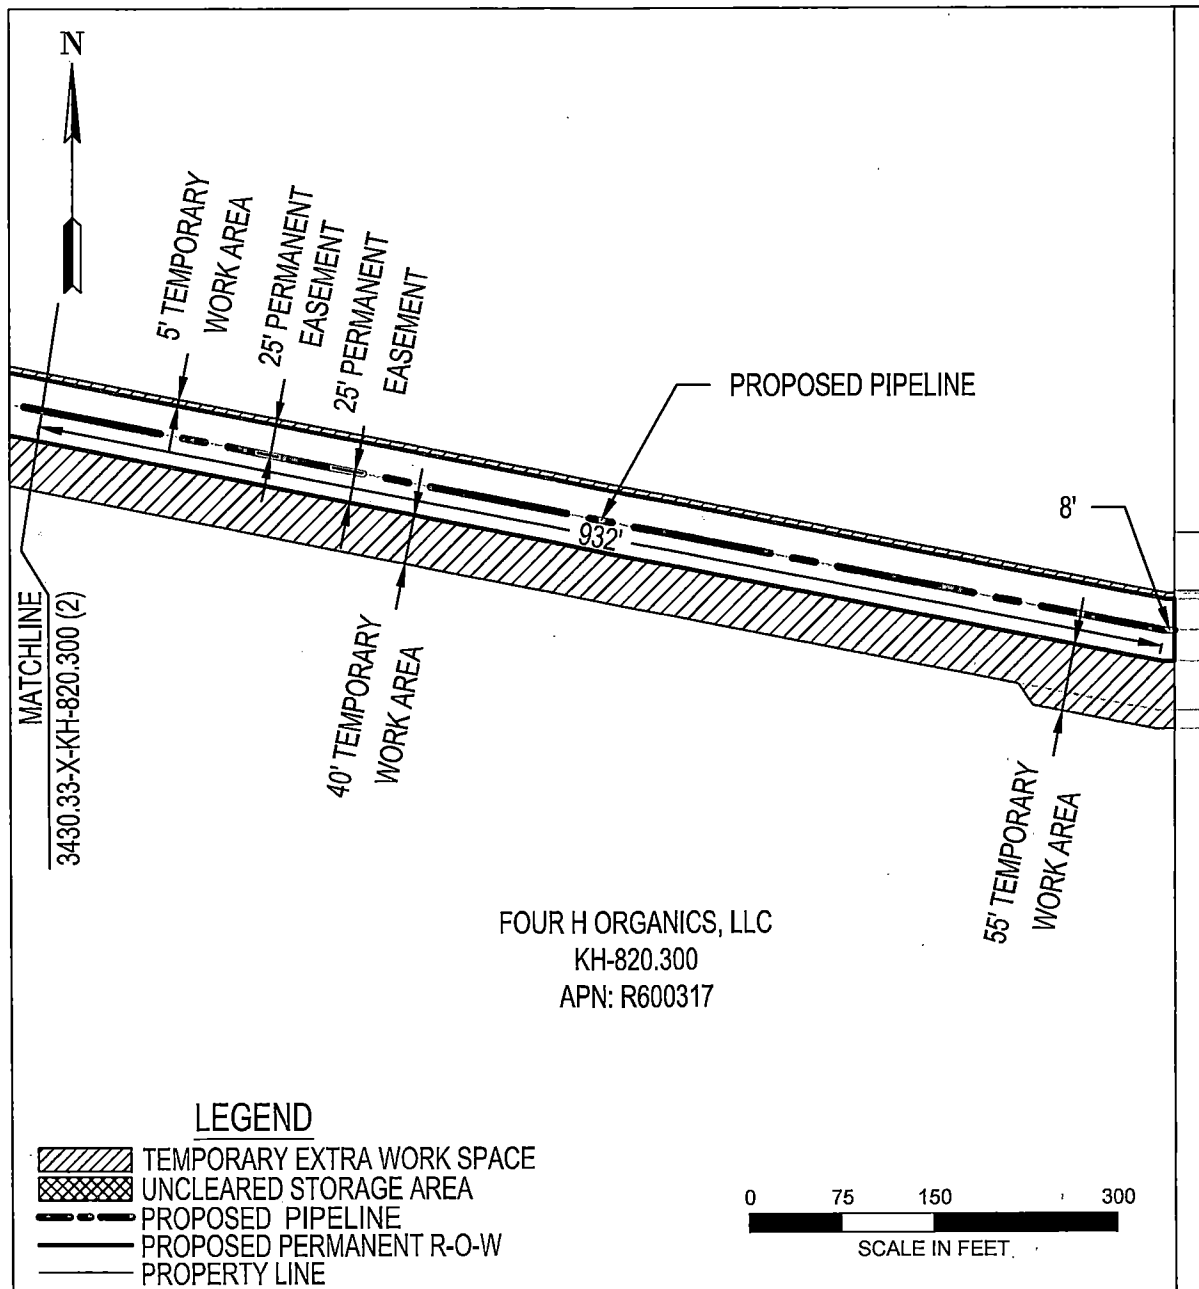 N
5' TEMPORARY
WORK AREA
25' PERMANENT
EASEMENT
25' PERMANENT
EASEMENT
PROPOSED PIPELINE
932'
8'
MATCHLINE
3430.33-X-KH-820.300 (2)
40' TEMPORARY
WORK AREA
55' TEMPORARY
WORK AREA
FOUR H ORGANICS, LLC
KH-820.300
APN: R600317
LEGEND
TEMPORARY EXTRA WORK SPACE
UNCLEARED STORAGE AREA
PROPOSED PIPELINE
PROPOSED PERMANENT R-O-W
PROPERTY LINE
0 75 150 300
SCALE IN FEET